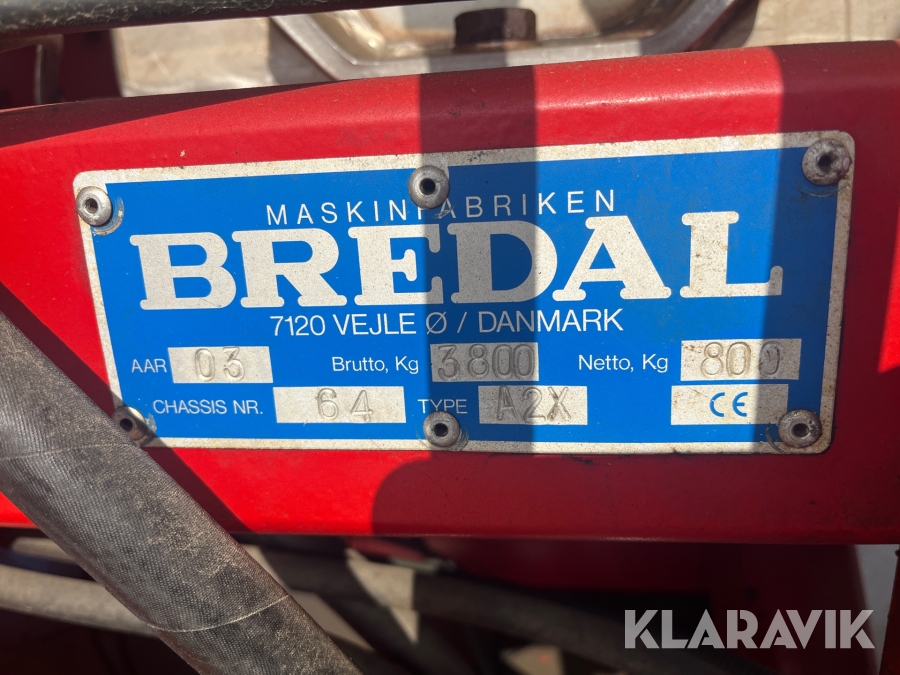 MASKINFABRIKEN
BREDAL
7120 VEJLE Ø / DANMARK
AAR 03 Brutto, Kg 3800 Netto, Kg 800
CHASSIS NR. 64 TYPE A2X CE
KLARAVIK